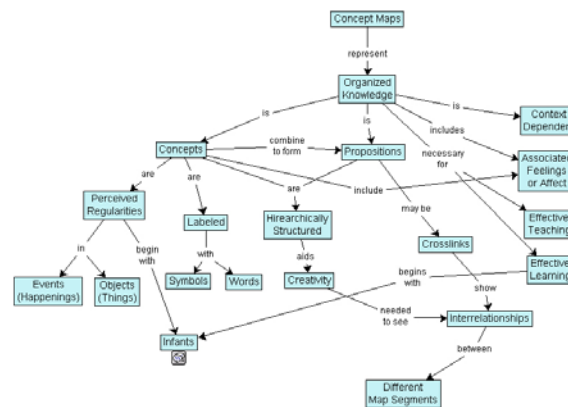 Concept Maps
represent
Organized
Knowledge
is
is
is
Context
Dependent
includes
combine
to form
Concepts
Propositions
necessary
for
Associated
Feelings
or Affect
are
are
are
include
Perceived
Regularities
Labeled
Hirearchically
Structured
may be
Effective
Teaching
Crosslinks
in
begin
with
with
aids
begins
with
Effective
Learning
Events
(Happenings)
Objects
(Things)
Symbols
Words
Creativity
show
needed
to see
Interrelationships
Infants
between
Different
Map Segments